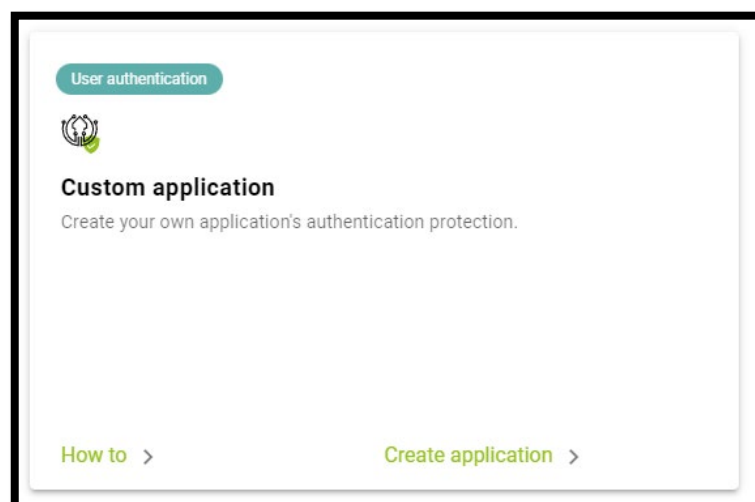 User authentication
Custom application
Create your own application's authentication protection.
How to
Create application